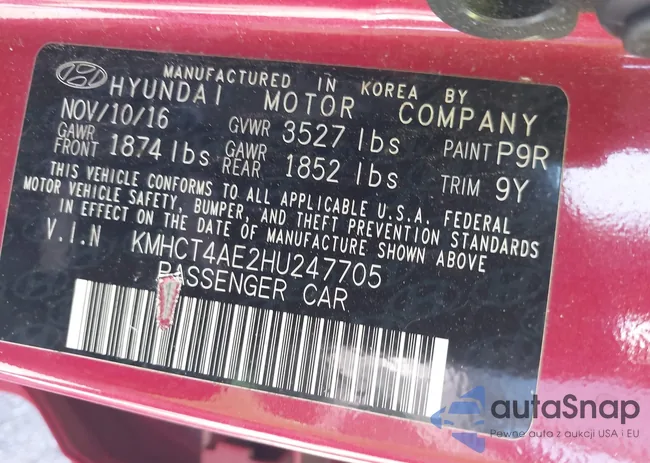 MANUFACTURED IN KOREA BY
HYUNDAI MOTOR COMPANY
NOV/10/16 GVWR 3527 lbs PAINT P9R
GAWR FRONT 1874 lbs GAWR REAR 1852 lbs TRIM 9Y
THIS VEHICLE CONFORMS TO ALL APPLICABLE U.S.A. FEDERAL
MOTOR VEHICLE SAFETY, BUMPER, AND THEFT PREVENTION STANDARDS
IN EFFECT ON THE DATE OF MANUFACTURE SHOWN ABOVE
V.I.N KMHCT4AE2HU247705
PASSENGER CAR
autaSnap
Pewne auta z aukcji USA i EU